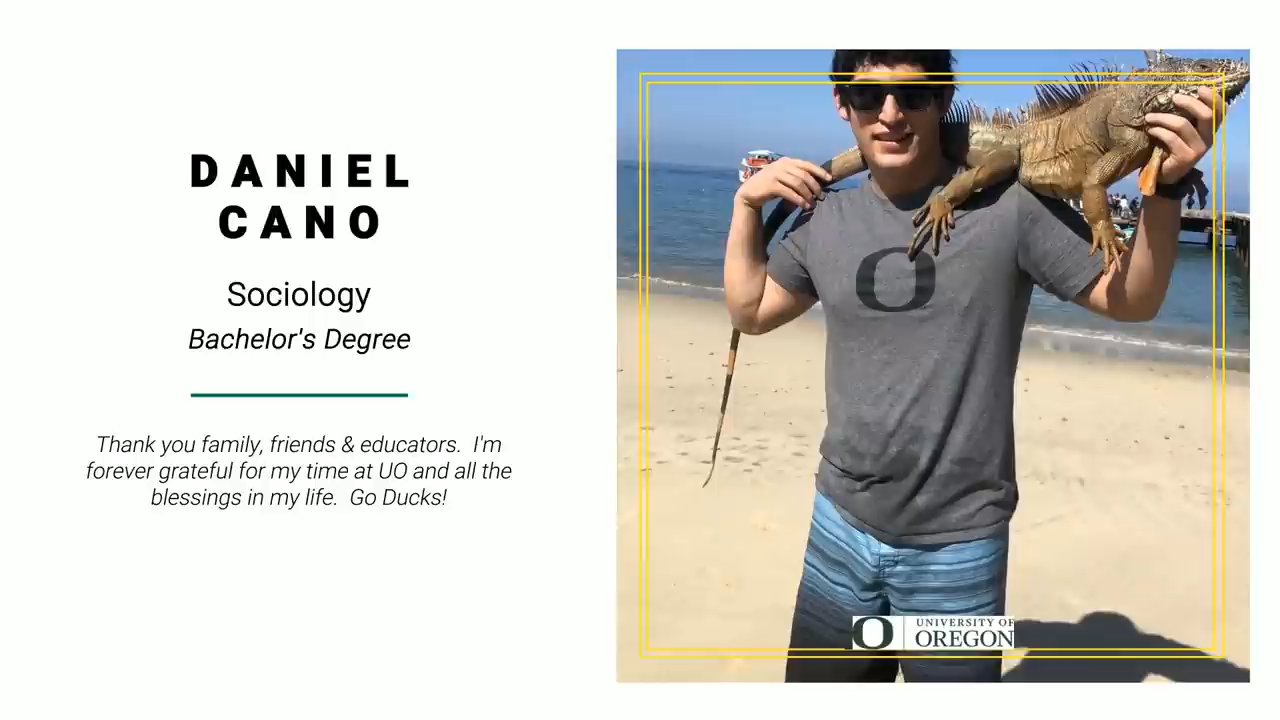 DANIEL
CANO
Sociology
Bachelor's Degree
Thank you family, friends & educators.  I'm
forever grateful for my time at UO and all the
blessings in my life.  Go Ducks!
O
O
UNIVERSITY OF
OREGON